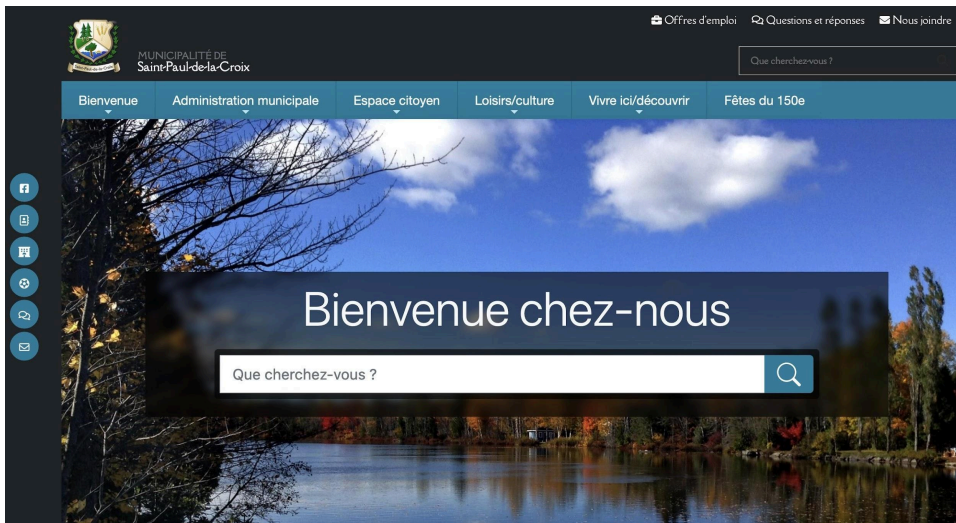 Offres d'emploi Questions et réponses Nous joindre
MUNICIPALITÉ DE
Saint-Paul-de-la-Croix
Que cherchez-vous ?
Bienvenue Administration municipale Espace citoyen Loisirs/culture Vivre ici/découvrir Fêtes du 150e
Bienvenue chez-nous
Que cherchez-vous ?